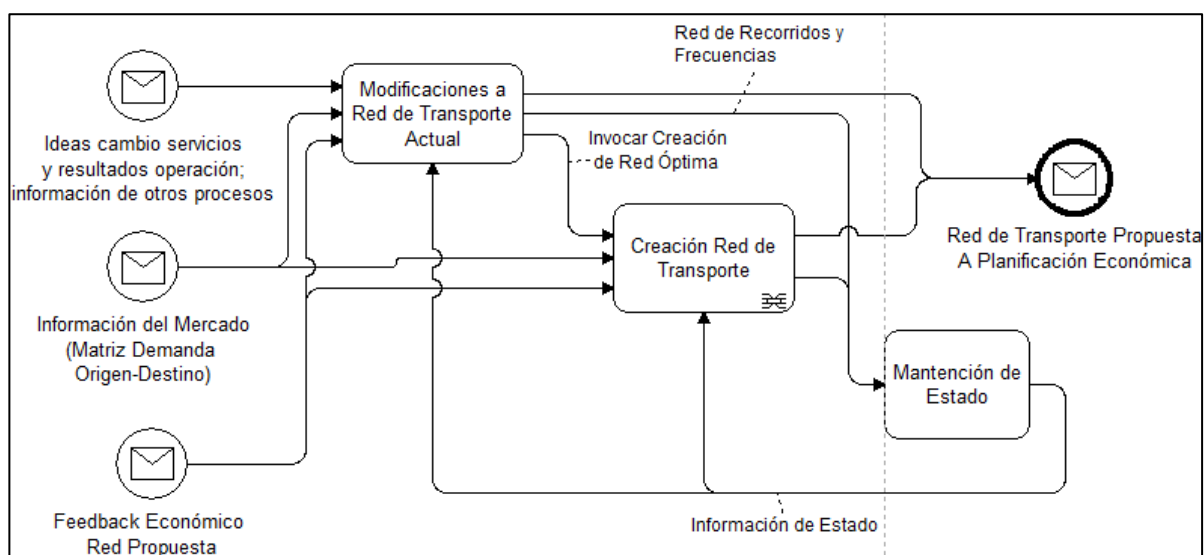 Red de Recorridos y
Frecuencias
Modificaciones a
Red de Transporte
Actual
Invocar Creación
de Red Óptima
Ideas cambio servicios
y resultados operación;
información de otros procesos
Creación Red de
Transporte
Red de Transporte Propuesta
A Planificación Económica
Información del Mercado
(Matriz Demanda
Origen-Destino)
Mantención de
Estado
Feedback Económico
Red Propuesta
Información de Estado